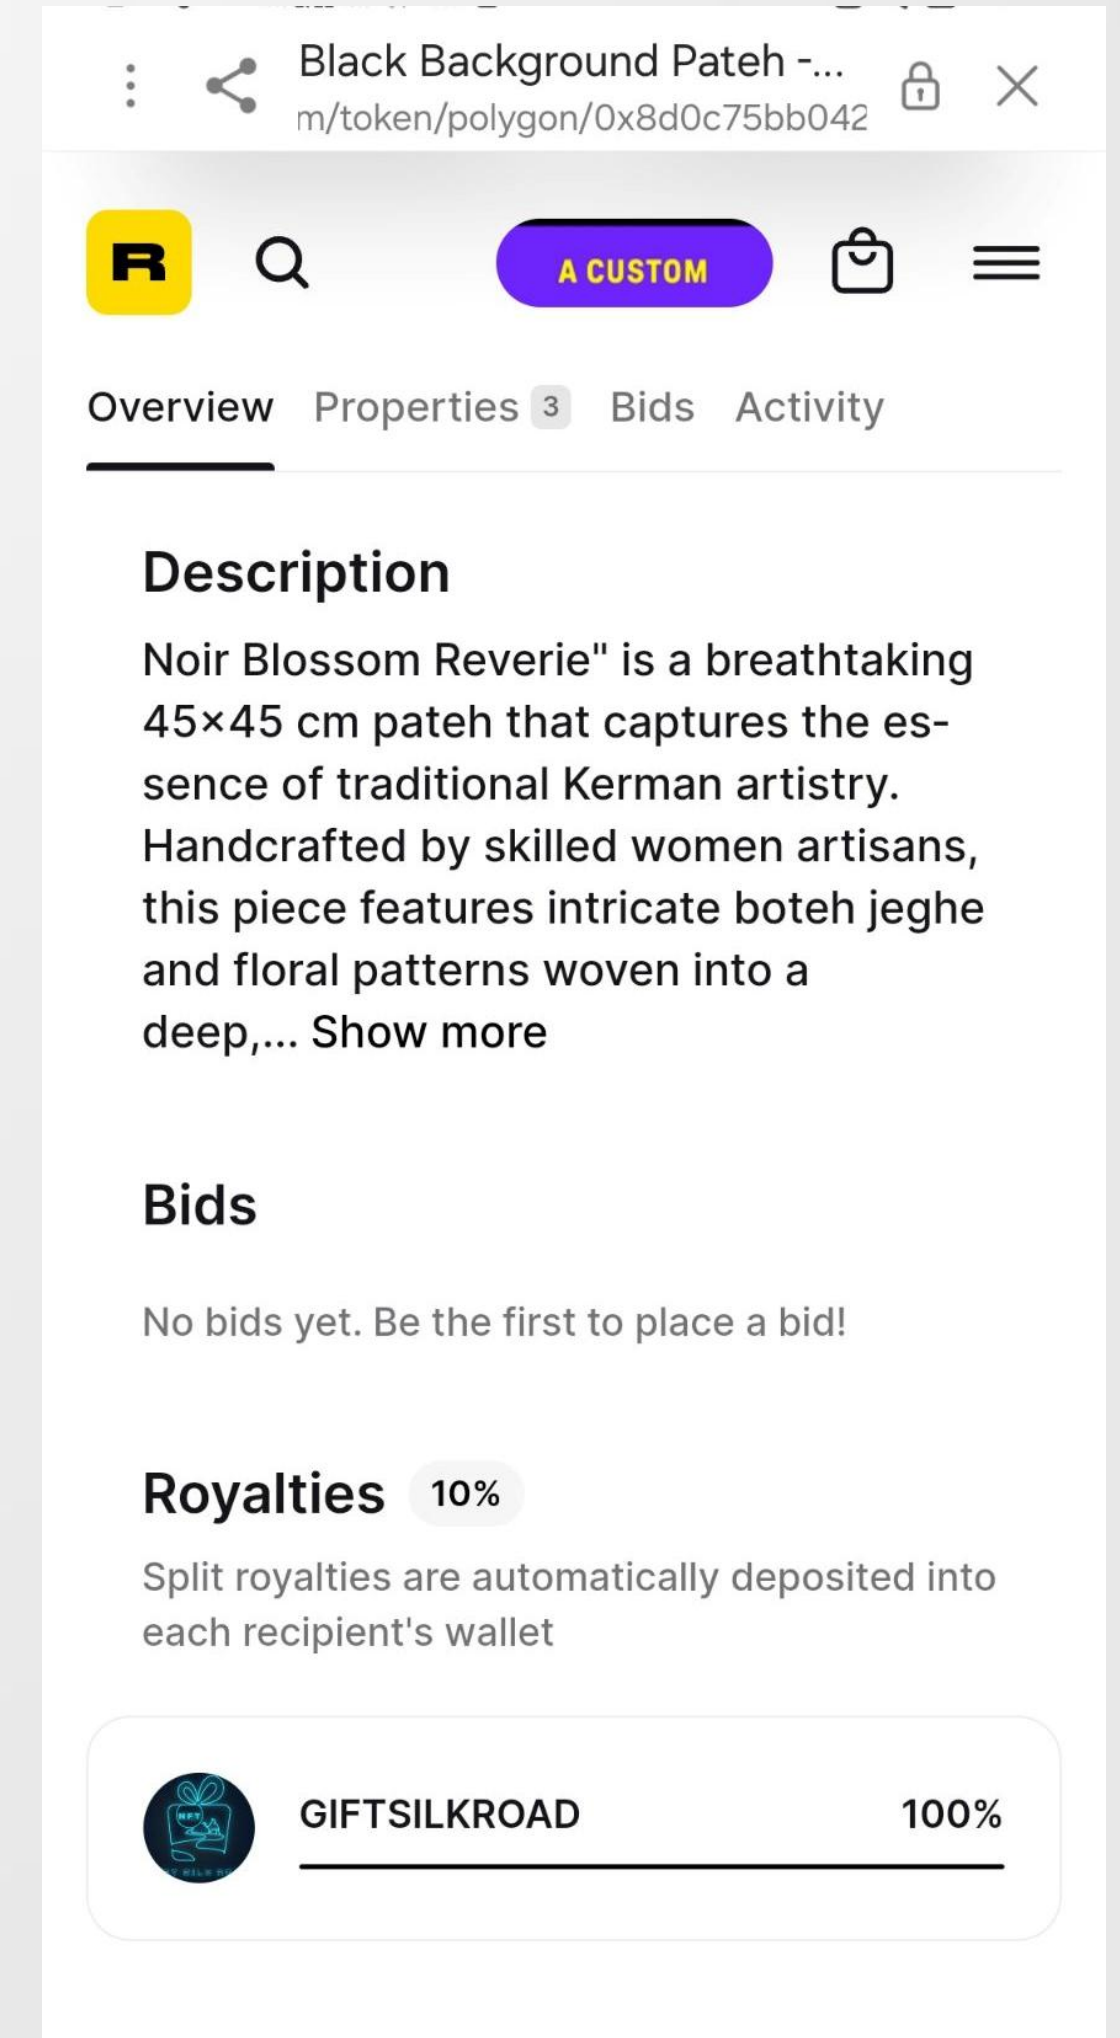 Black Background Pateh -...
m/token/polygon/0x8d0c75bb042
R
A CUSTOM
Overview
Properties 3
Bids
Activity
Description
Noir Blossom Reverie" is a breathtaking
45×45 cm pateh that captures the es-
sence of traditional Kerman artistry.
Handcrafted by skilled women artisans,
this piece features intricate boteh jeghe
and floral patterns woven into a
deep,... Show more
Bids
No bids yet. Be the first to place a bid!
Royalties 10%
Split royalties are automatically deposited into
each recipient's wallet
NFT
GIFTSILKROAD 100%